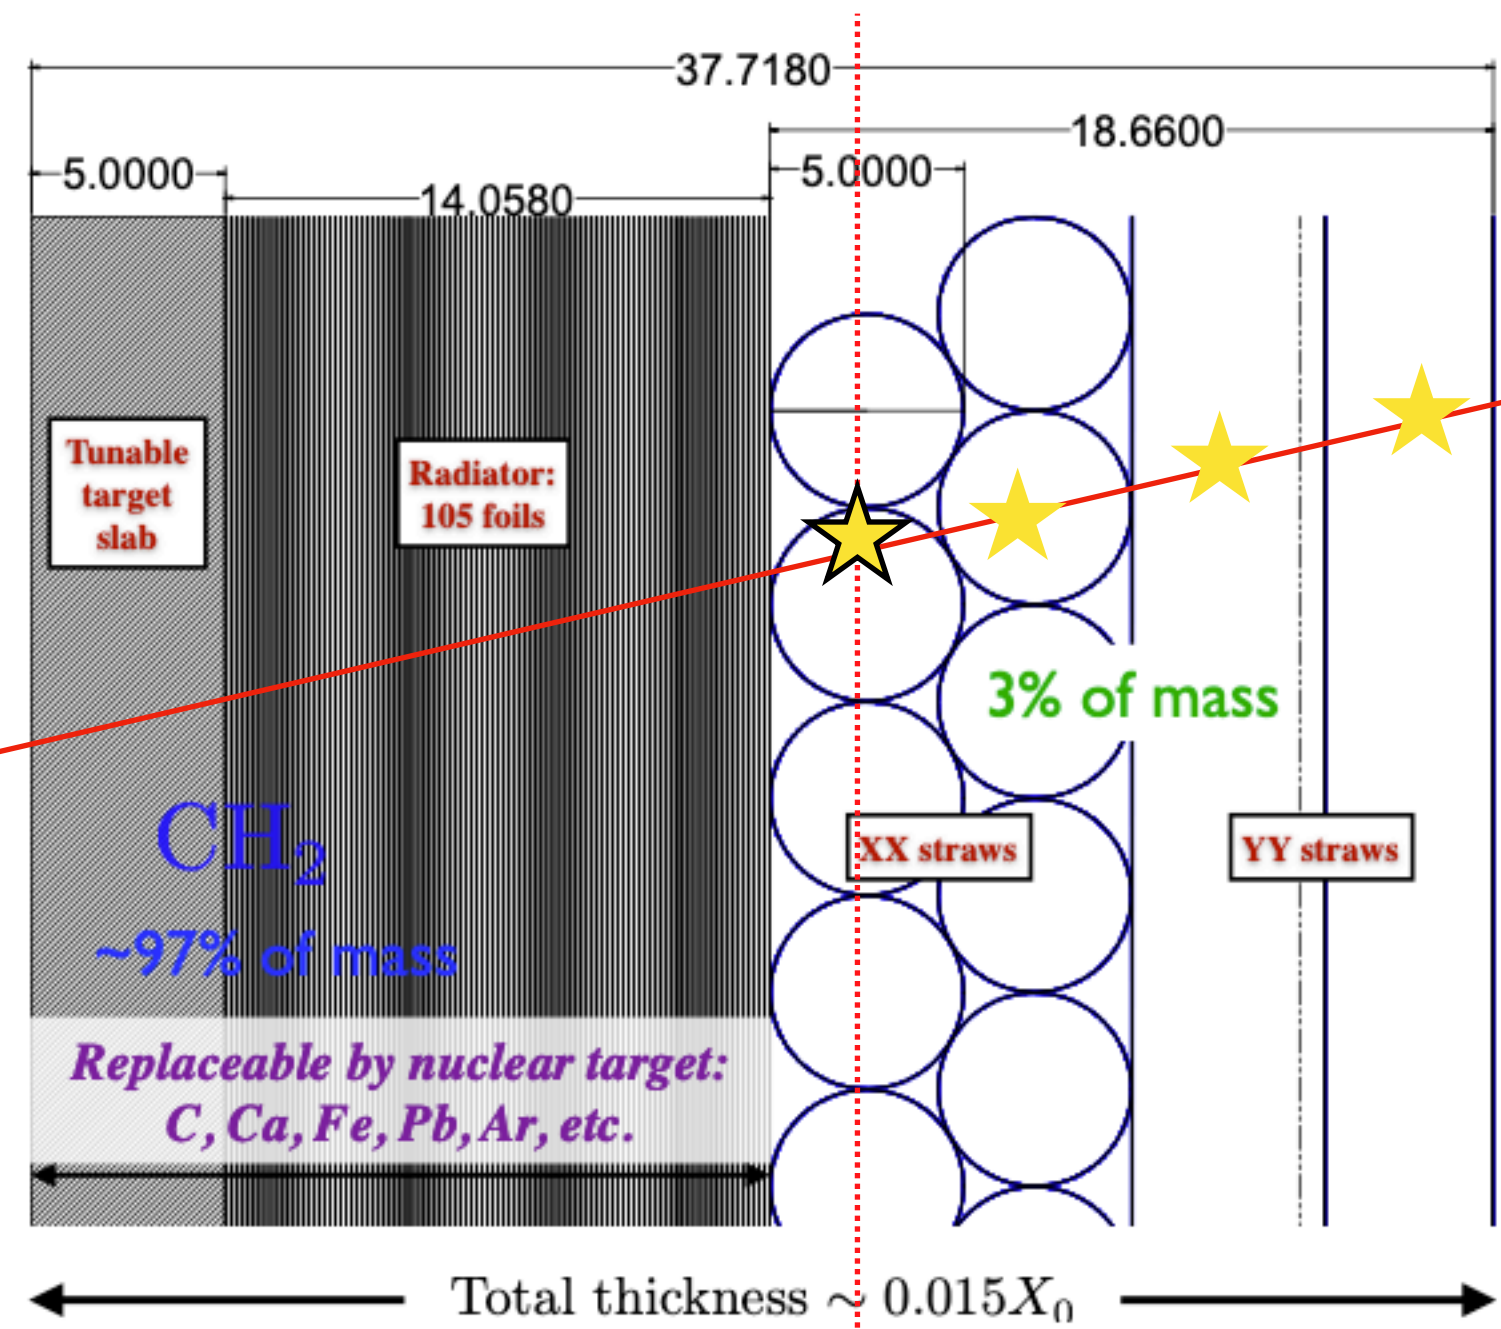 37.7180
18.6600
5.0000
5.0000
14.0580
Tunable
target
slab
Radiator:
105 foils
3% of mass
CH₂
XX straws
YY straws
~97% of mass
Replaceable by nuclear target:
C, Ca, Fe, Pb, Ar, etc.
Total thickness ~ 0.015X₀